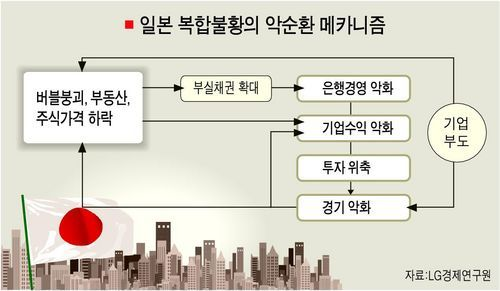 ■ 일본 복합불황의 악순환 메카니즘
버블붕괴, 부동산,
주식가격 하락
부실채권 확대
은행경영 악화
기업수익 악화
투자 위축
경기 악화
기업
부도
자료:LG경제연구원